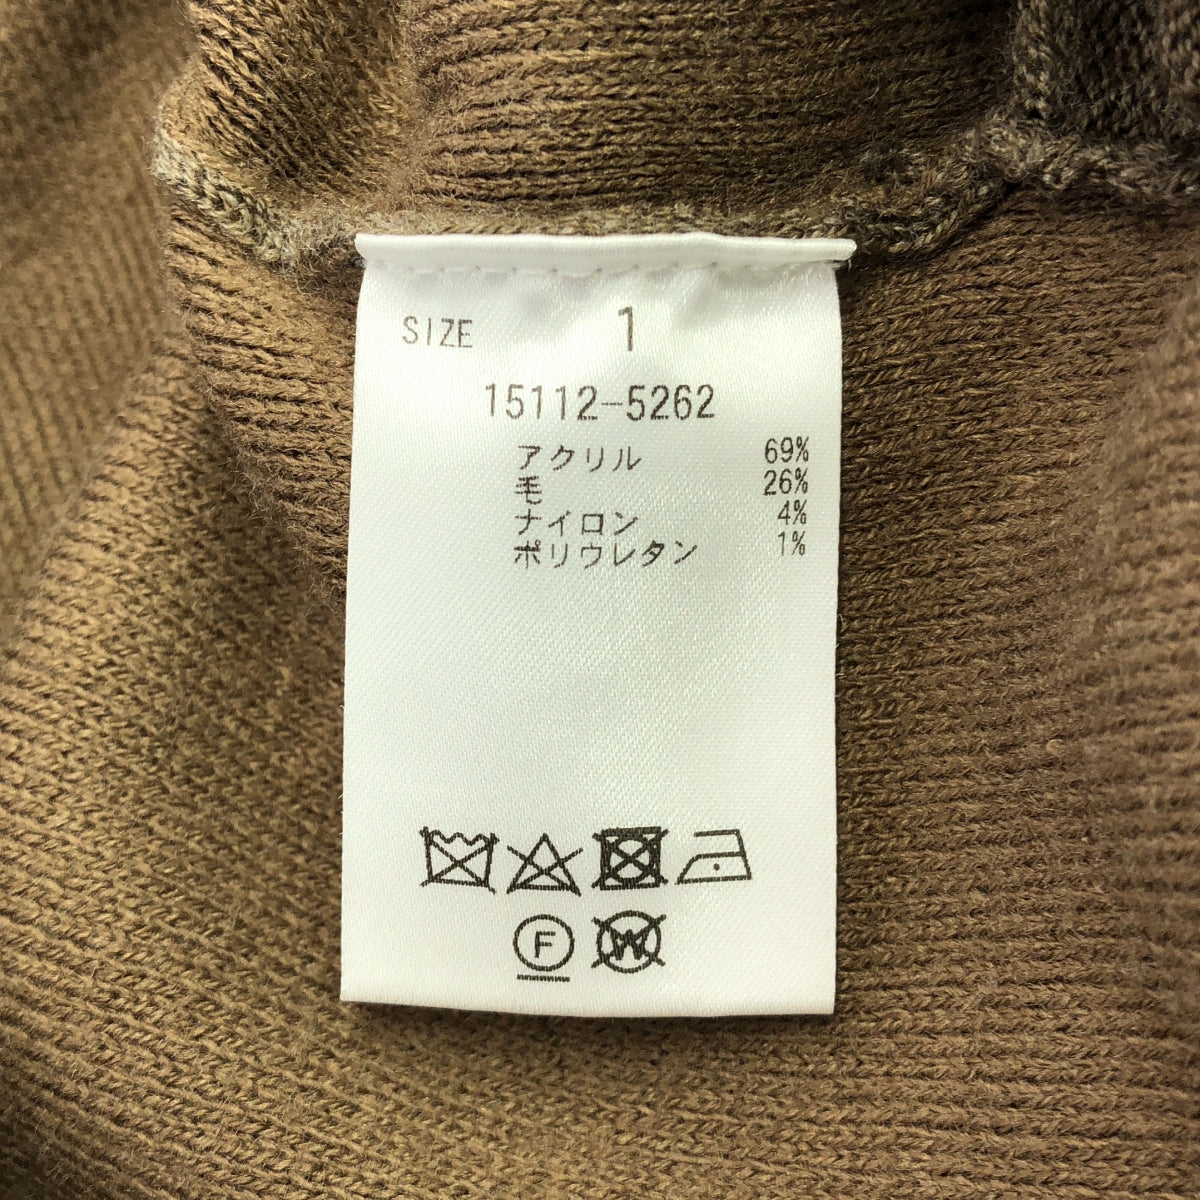 SIZE 1
15112-5262
アクリル 69%
毛 26%
ナイロン 4%
ポリウレタン 1%
F W